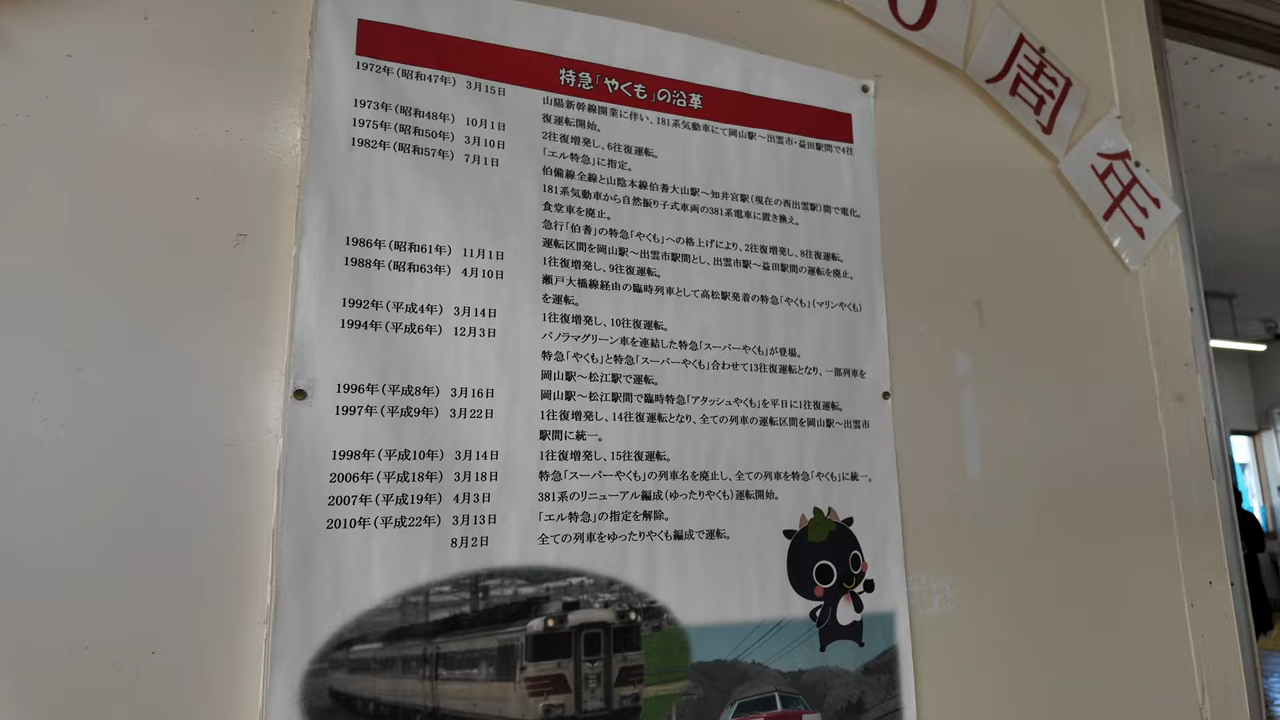 0周年
特急「やくも」の沿革
1972年(昭和47年) 3月15日 山陽新幹線開業に伴い、181系気動車にて岡山駅～出雲市・益田駅間で4往
復運転開始。
1973年(昭和48年) 10月1日 2往復増発し、6往復運転。
1975年(昭和50年) 3月10日 「エル特急」に指定。
1982年(昭和57年) 7月1日 伯備線全線と山陰本線伯耆大山駅～知井宮駅(現在の西出雲駅)間で電化。
181系気動車から自然振り子式車両の381系電車に置き換え。
食堂車を廃止。
急行「伯耆」の特急「やくも」への格上げにより、2往復増発し、8往復運転。
運転区間を岡山駅～出雲市駅間とし、出雲市駅～益田駅間の運転を廃止。
1986年(昭和61年) 11月1日 1往復増発し、9往復運転。
1988年(昭和63年) 4月10日 瀬戸大橋線経由の臨時列車として高松駅発着の特急「やくも」(マリンやくも)
を運転。
1992年(平成4年) 3月14日 1往復増発し、10往復運転。
1994年(平成6年) 12月3日 パノラマグリーン車を連結した特急「スーパーやくも」が登場。
特急「やくも」と特急「スーパーやくも」合わせて13往復運転となり、一部列車を
岡山駅～松江駅で運転。
1996年(平成8年) 3月16日 岡山駅～松江駅間で臨時特急「アタッシュやくも」を平日に1往復運転。
1997年(平成9年) 3月22日 1往復増発し、14往復運転となり、全ての列車の運転区間を岡山駅～出雲市
駅間に統一。
1998年(平成10年) 3月14日 1往復増発し、15往復運転。
2006年(平成18年) 3月18日 特急「スーパーやくも」の列車名を廃止し、全ての列車を特急「やくも」に統一。
2007年(平成19年) 4月3日 381系のリニューアル編成(ゆったりやくも)運転開始。
2010年(平成22年) 3月13日 「エル特急」の指定を解除。
8月2日 全ての列車をゆったりやくも編成で運転。